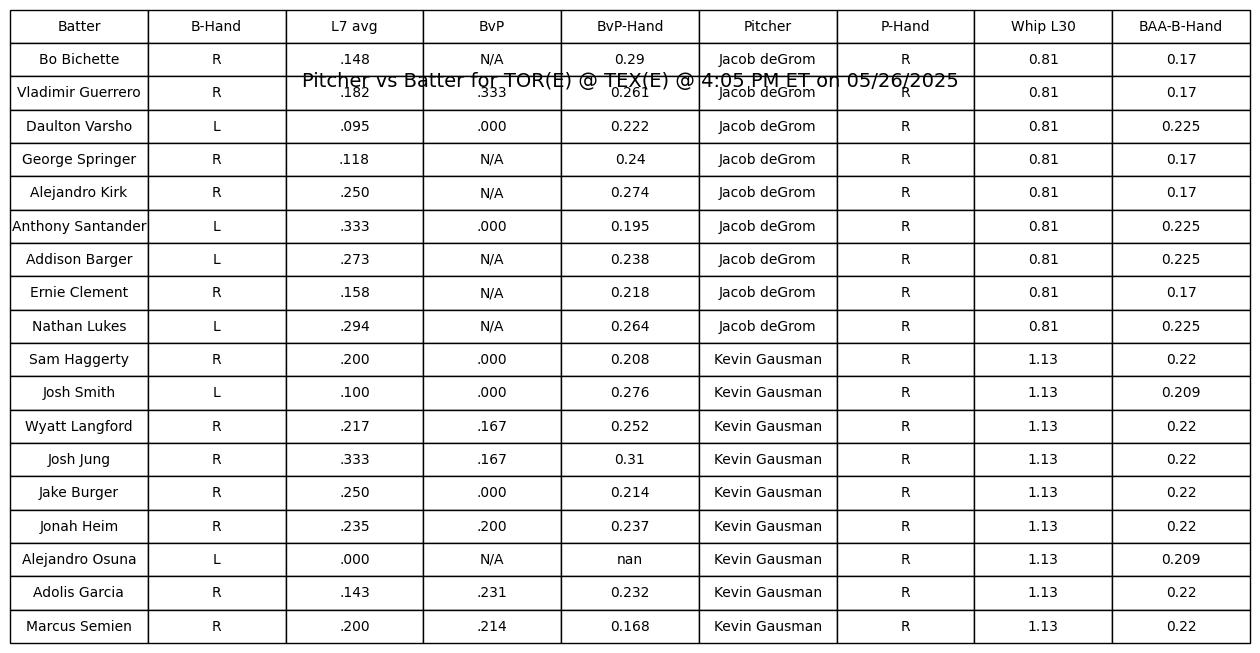 Batter B-Hand L7 avg BvP BvP-Hand Pitcher P-Hand Whip L30 BAA-B-Hand
Bo Bichette R .148 N/A 0.29 Jacob deGrom R 0.81 0.17
Pitcher vs Batter for TOR(E) @ TEX(E) @ 4:05 PM ET on 05/26/2025
Vladimir Guerrero R .182 .333 0.261 Jacob deGrom R 0.81 0.17
Daulton Varsho L .095 .000 0.222 Jacob deGrom R 0.81 0.225
George Springer R .118 N/A 0.24 Jacob deGrom R 0.81 0.17
Alejandro Kirk R .250 N/A 0.274 Jacob deGrom R 0.81 0.17
Anthony Santander L .333 .000 0.195 Jacob deGrom R 0.81 0.225
Addison Barger L .273 N/A 0.238 Jacob deGrom R 0.81 0.225
Ernie Clement R .158 N/A 0.218 Jacob deGrom R 0.81 0.17
Nathan Lukes L .294 N/A 0.264 Jacob deGrom R 0.81 0.225
Sam Haggerty R .200 .000 0.208 Kevin Gausman R 1.13 0.22
Josh Smith L .100 .000 0.276 Kevin Gausman R 1.13 0.209
Wyatt Langford R .217 .167 0.252 Kevin Gausman R 1.13 0.22
Josh Jung R .333 .167 0.31 Kevin Gausman R 1.13 0.22
Jake Burger R .250 .000 0.214 Kevin Gausman R 1.13 0.22
Jonah Heim R .235 .200 0.237 Kevin Gausman R 1.13 0.22
Alejandro Osuna L .000 N/A nan Kevin Gausman R 1.13 0.209
Adolis Garcia R .143 .231 0.232 Kevin Gausman R 1.13 0.22
Marcus Semien R .200 .214 0.168 Kevin Gausman R 1.13 0.22